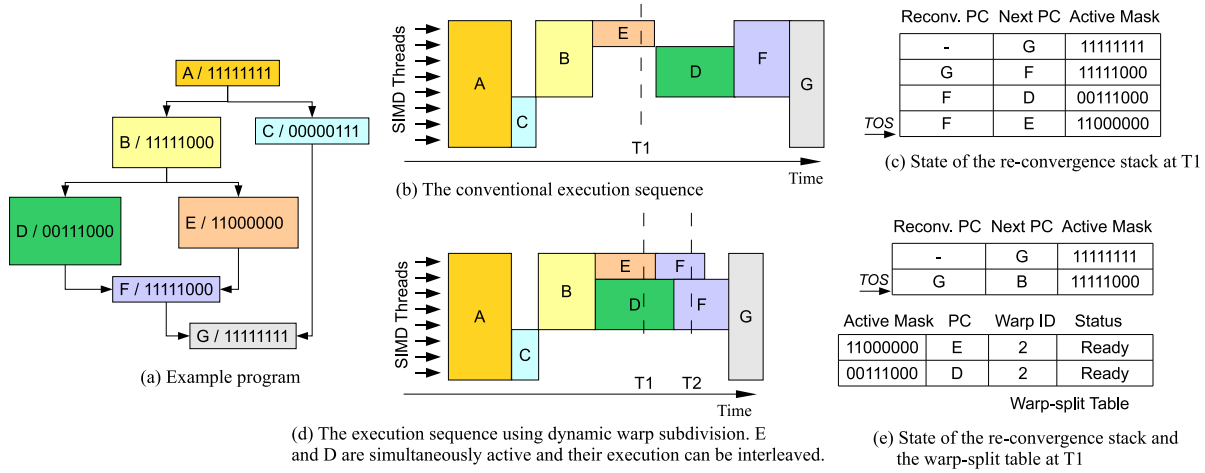 A / 11111111
B / 11111000
C / 00000111
D / 00111000
E / 11000000
F / 11111000
G / 11111111
(a) Example program
SIMD Threads
A
C
B
E
D
F
G
T1
Time
(b) The conventional execution sequence
Reconv. PC Next PC Active Mask
- G 11111111
G F 11111000
F D 00111000
TOS F E 11000000
(c) State of the re-convergence stack at T1
SIMD Threads
A
C
B
E
F
D
F
G
T1 T2
Time
(d) The execution sequence using dynamic warp subdivision. E
and D are simultaneously active and their execution can be interleaved.
Reconv. PC Next PC Active Mask
- G 11111111
TOS G B 11111000
Active Mask PC Warp ID Status
11000000 E 2 Ready
00111000 D 2 Ready
Warp-split Table
(e) State of the re-convergence stack and
the warp-split table at T1